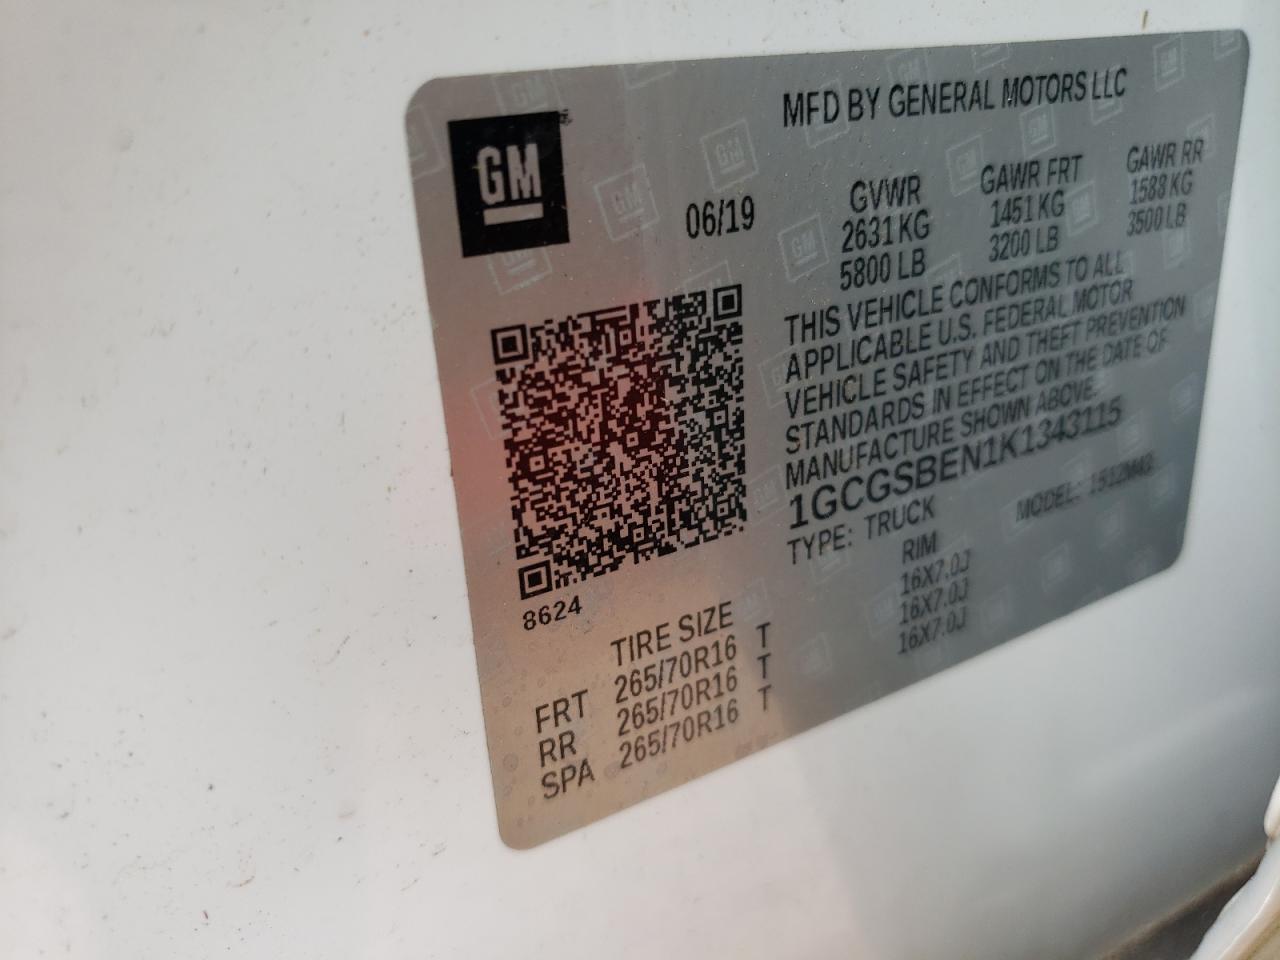 GM
MFD BY GENERAL MOTORS LLC
06/19
GVWR GAWR FRT GAWR RR
2631 KG 1451 KG 1588 KG
5800 LB 3200 LB 3500 LB
THIS VEHICLE CONFORMS TO ALL
APPLICABLE U.S. FEDERAL MOTOR
VEHICLE SAFETY AND THEFT PREVENTION
STANDARDS IN EFFECT ON THE DATE OF
MANUFACTURE SHOWN ABOVE.
1GCGSBEN1K1343115
TYPE: TRUCK MODEL:
8624
TIRE SIZE RIM
FRT 265/70R16 T 16X7.0J
RR 265/70R16 T 16X7.0J
SPA 265/70R16 T 16X7.0J